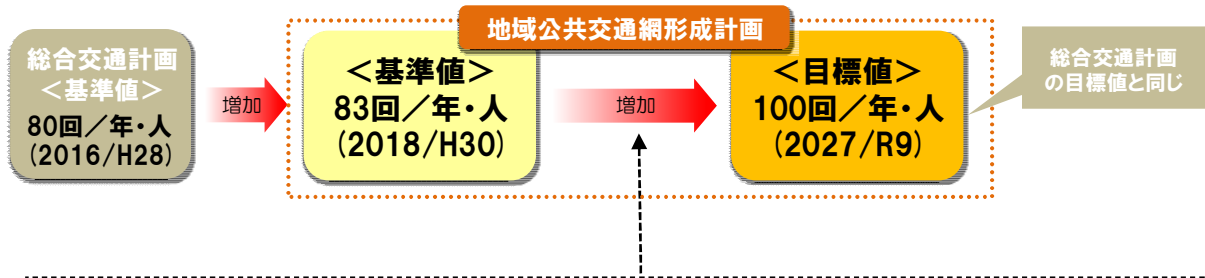 地域公共交通網形成計画
総合交通計画
＜基準値＞
80回／年・人
(2016/H28)
増加
＜基準値＞
83回／年・人
(2018/H30)
増加
＜目標値＞
100回／年・人
(2027/R9)
総合交通計画
の目標値と同じ